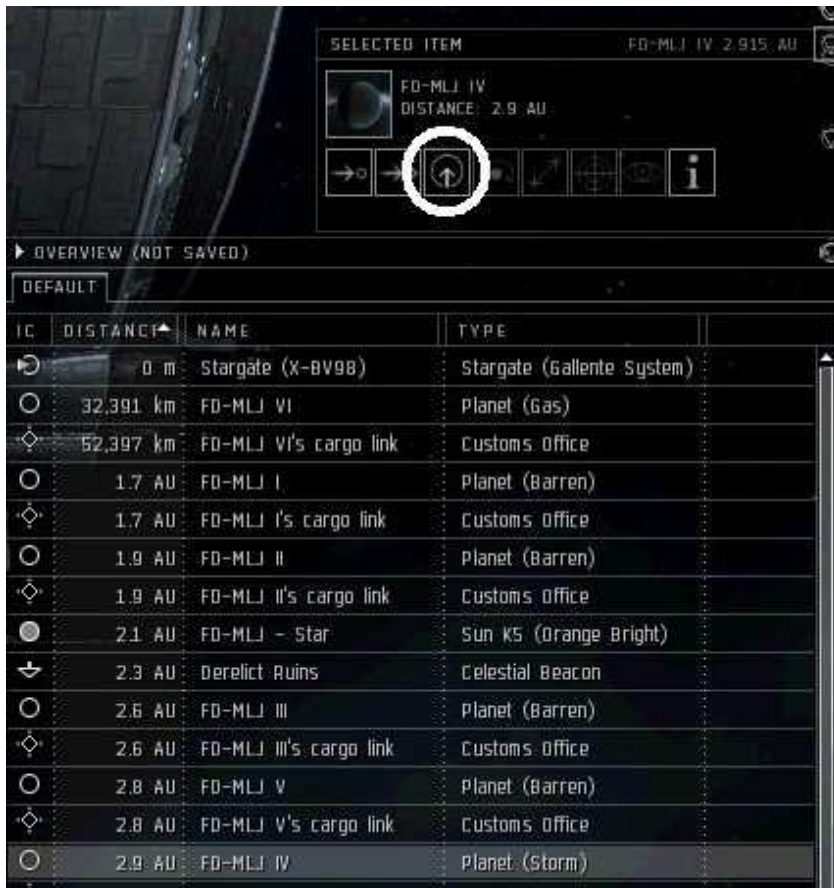 SELECTED ITEM FD-MLJ IV 2.915 AU
FD-MLJ IV
DISTANCE: 2.9 AU
OVERVIEW (NOT SAVED)
DEFAULT
IC DISTANCE NAME TYPE
0 m Stargate (X-BV98) Stargate (Gallente System)
32,391 km FD-MLJ VI Planet (Gas)
52,397 km FD-MLJ VI's cargo link Customs Office
1.7 AU FD-MLJ I Planet (Barren)
1.7 AU FD-MLJ I's cargo link Customs Office
1.9 AU FD-MLJ II Planet (Barren)
1.9 AU FD-MLJ II's cargo link Customs Office
2.1 AU FD-MLJ - Star Sun K5 (Orange Bright)
2.3 AU Derelict Ruins Celestial Beacon
2.6 AU FD-MLJ III Planet (Barren)
2.6 AU FD-MLJ III's cargo link Customs Office
2.8 AU FD-MLJ V Planet (Barren)
2.8 AU FD-MLJ V's cargo link Customs Office
2.9 AU FD-MLJ IV Planet (Storm)